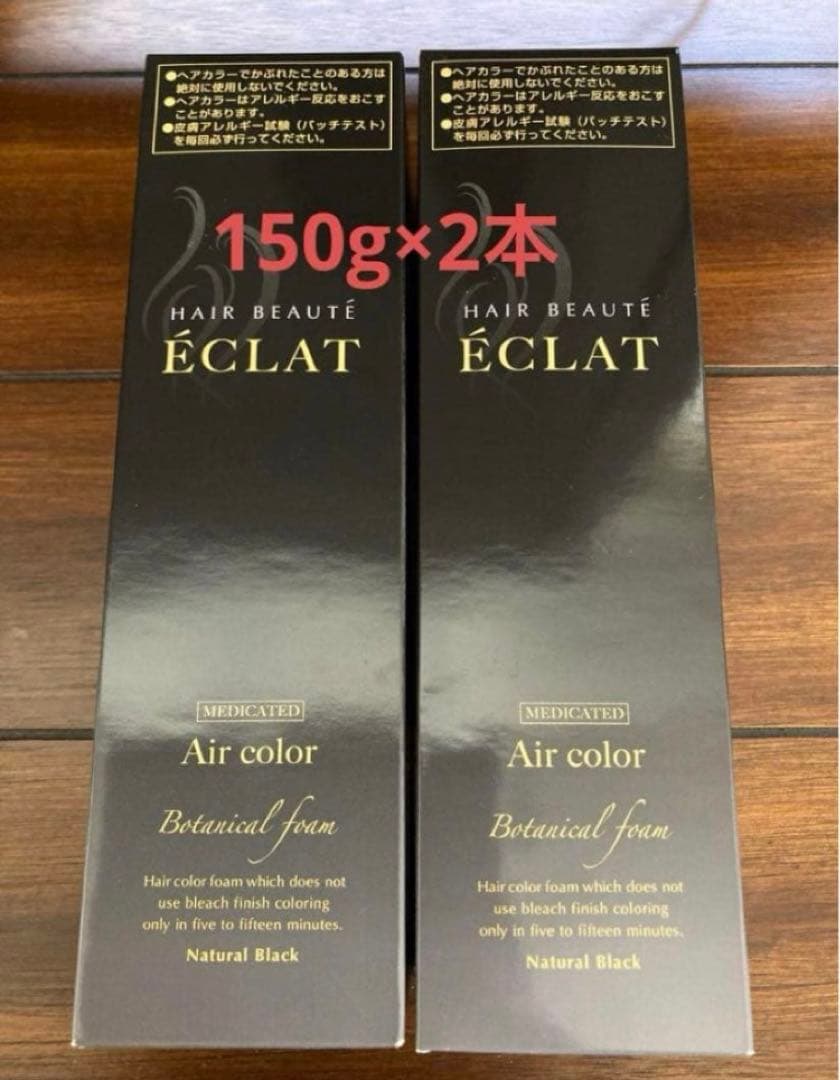 ●ヘアカラーでかぶれたことのある方は
絶対に使用しないでください。
●ヘアカラーはアレルギー反応をおこす
ことがあります。
●皮膚アレルギー試験(パッチテスト)
を毎回必ず行ってください。
●ヘアカラーでかぶれたことのある方は
絶対に使用しないでください。
●ヘアカラーはアレルギー反応をおこす
ことがあります。
●皮膚アレルギー試験(パッチテスト)
を毎回必ず行ってください。
150g×2本
HAIR BEAUTÉ
ÉCLAT
MEDICATED
Air color
Botanical foam
Hair color foam which does not
use bleach finish coloring
only in five to fifteen minutes.
Natural Black
HAIR BEAUTÉ
ÉCLAT
MEDICATED
Air color
Botanical foam
Hair color foam which does not
use bleach finish coloring
only in five to fifteen minutes.
Natural Black